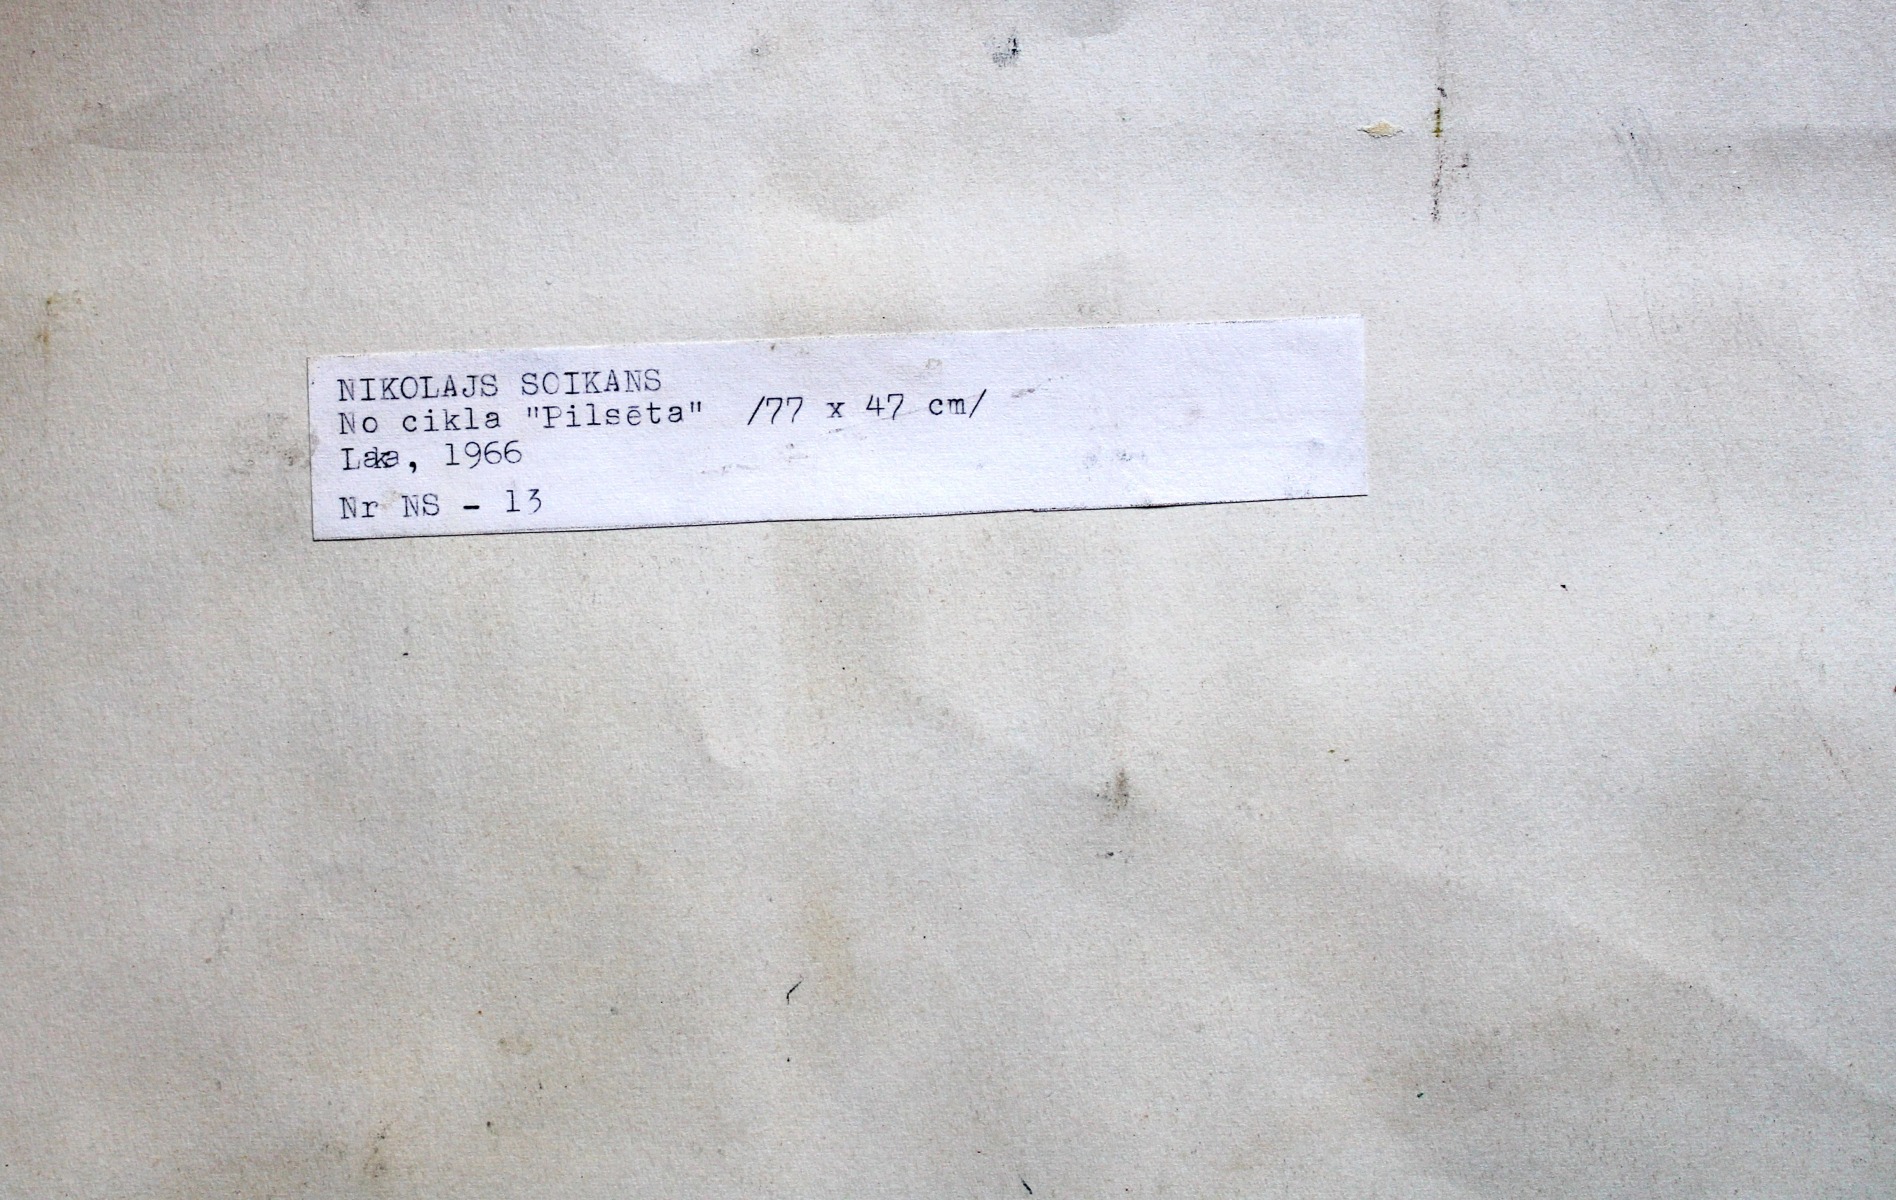 NIKOLAJS SOIKANS
No cikla "Pilsēta" /77 x 47 cm/
Laka, 1966
Nr NS - 13